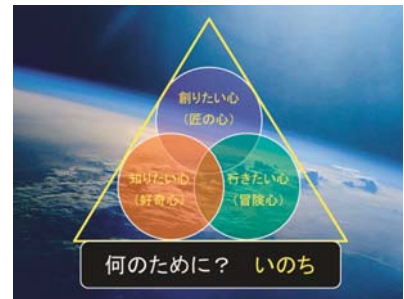 創りたい心
（匠の心）
知りたい心
（好奇心）
行きたい心
（冒険心）
何のために？　いのち